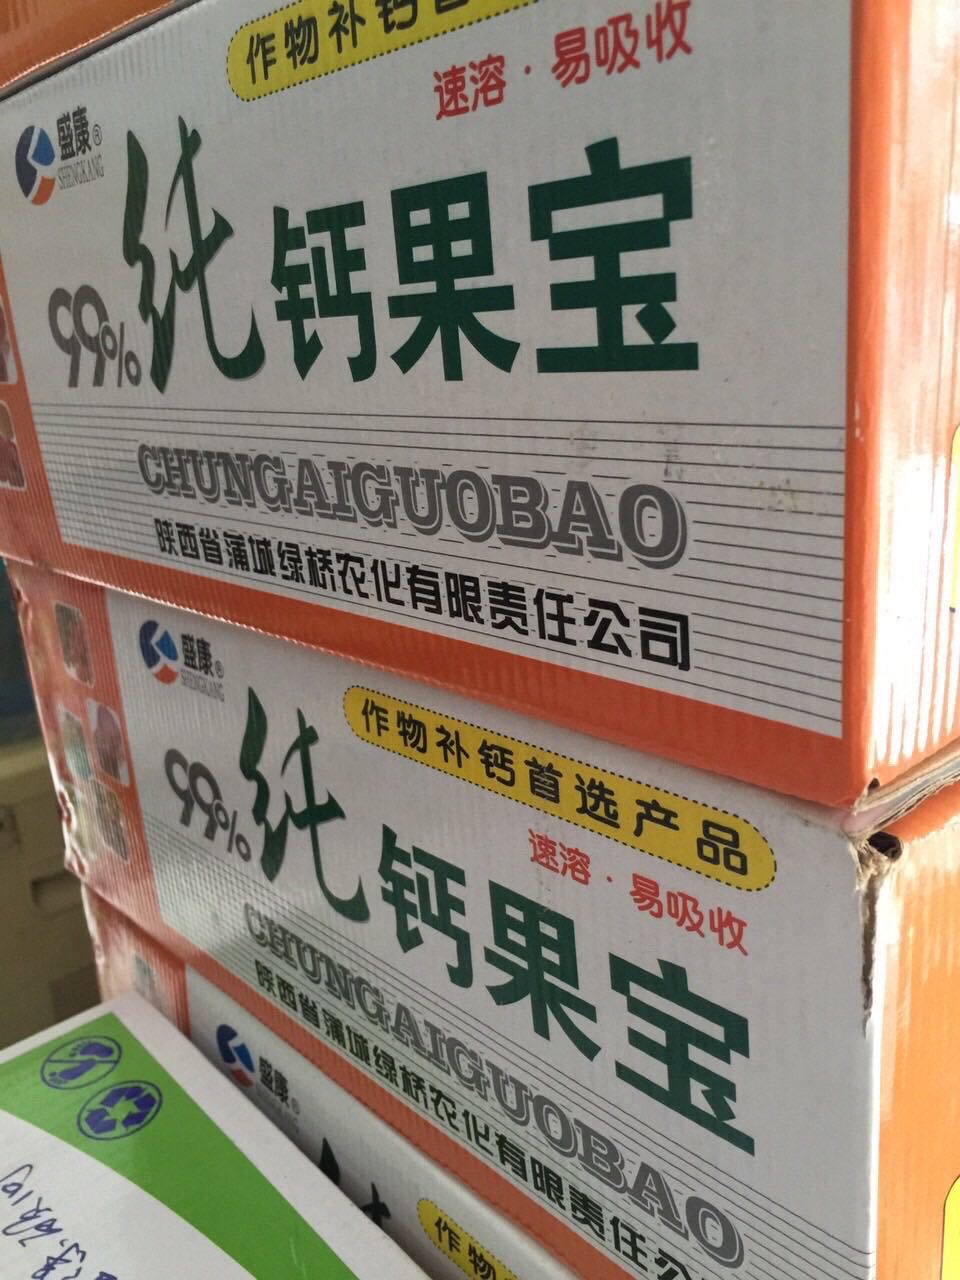 作物补钙首
速溶·易吸收
盛康®
SHENGKANG
99%纯钙果宝
CHUNGAIGUOBAO
陕西省蒲城绿桥农化有限责任公司
盛康®
SHENGKANG
作物补钙首选产品
速溶·易吸收
99%纯钙果宝
CHUNGAIGUOBAO
陕西省蒲城绿桥农化有限责任公
盛康®
作物